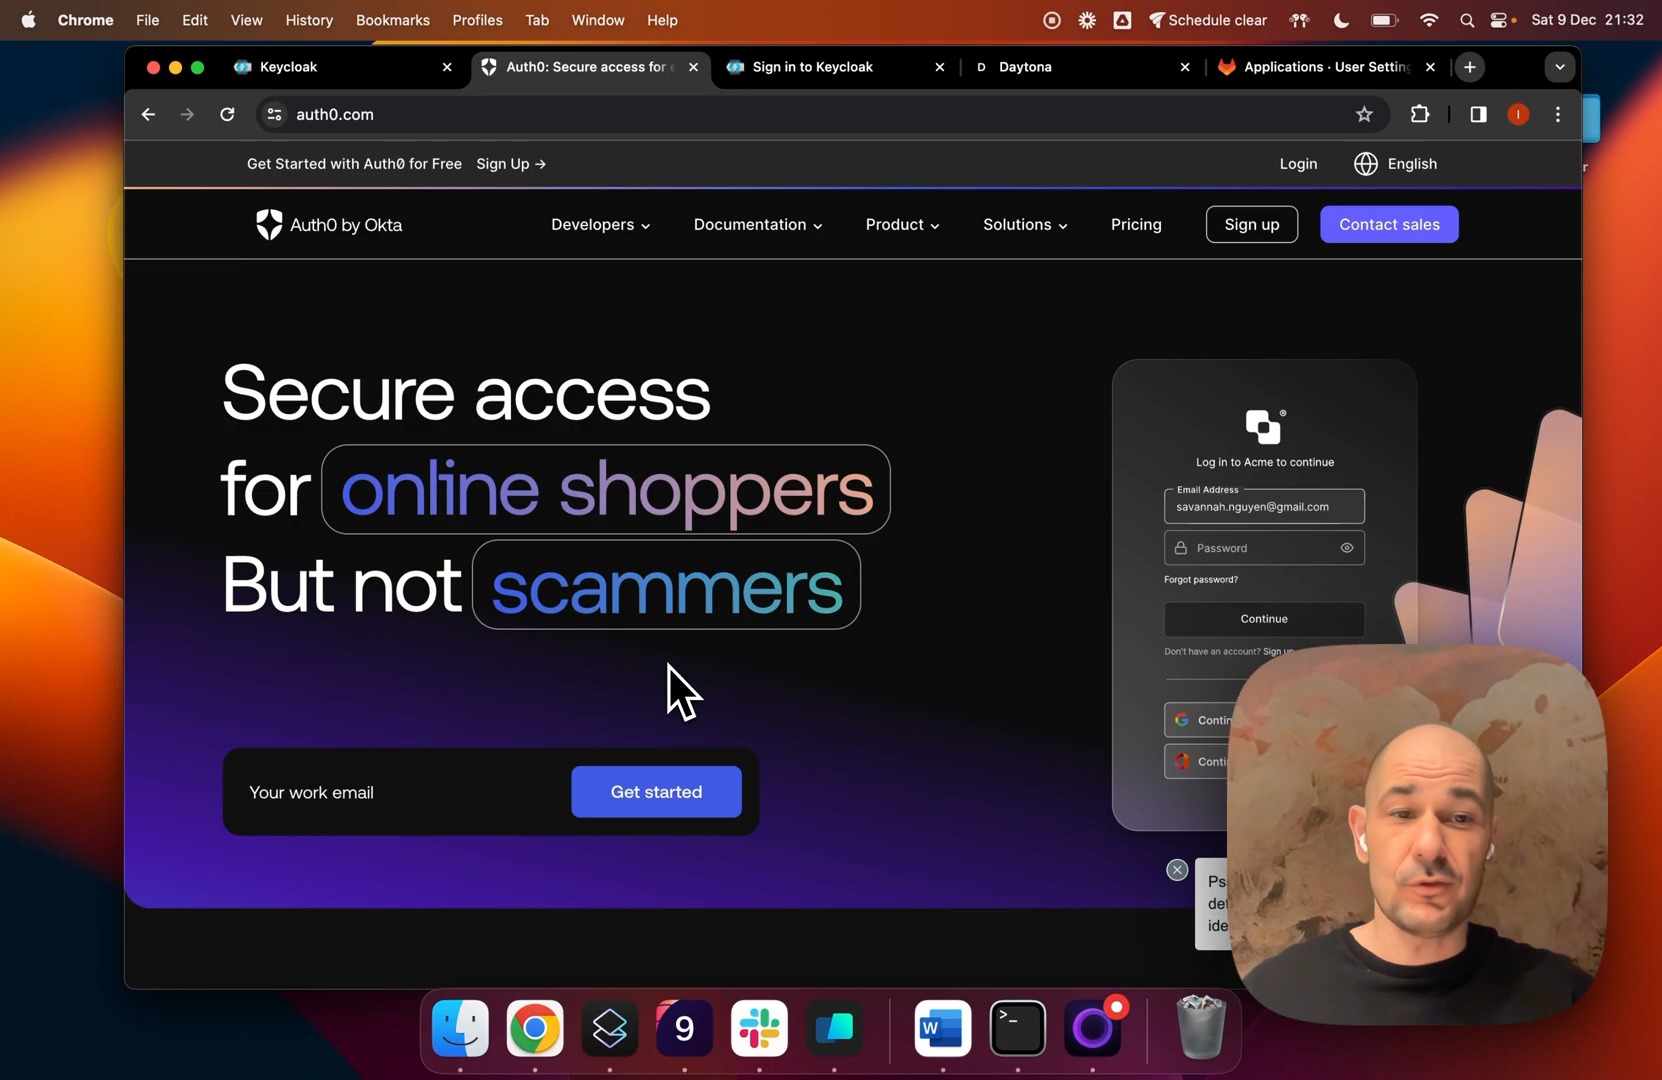 Chrome File Edit View History Bookmarks Profiles Tab Window Help Schedule clear Sat 9 Dec 21:32
Keycloak Auth0: Secure access for Sign in to Keycloak D Daytona Applications · User Setting
auth0.com I
Get Started with Auth0 for Free Sign Up → Login English
Auth0 by Okta Developers Documentation Product Solutions Pricing Sign up Contact sales
Secure access
for online shoppers
But not scammers
Your work email Get started
Log in to Acme to continue
Email Address
savannah.nguyen@gmail.com
Password
Forgot password?
Continue
Don't have an account? Sign up
9
W
>_